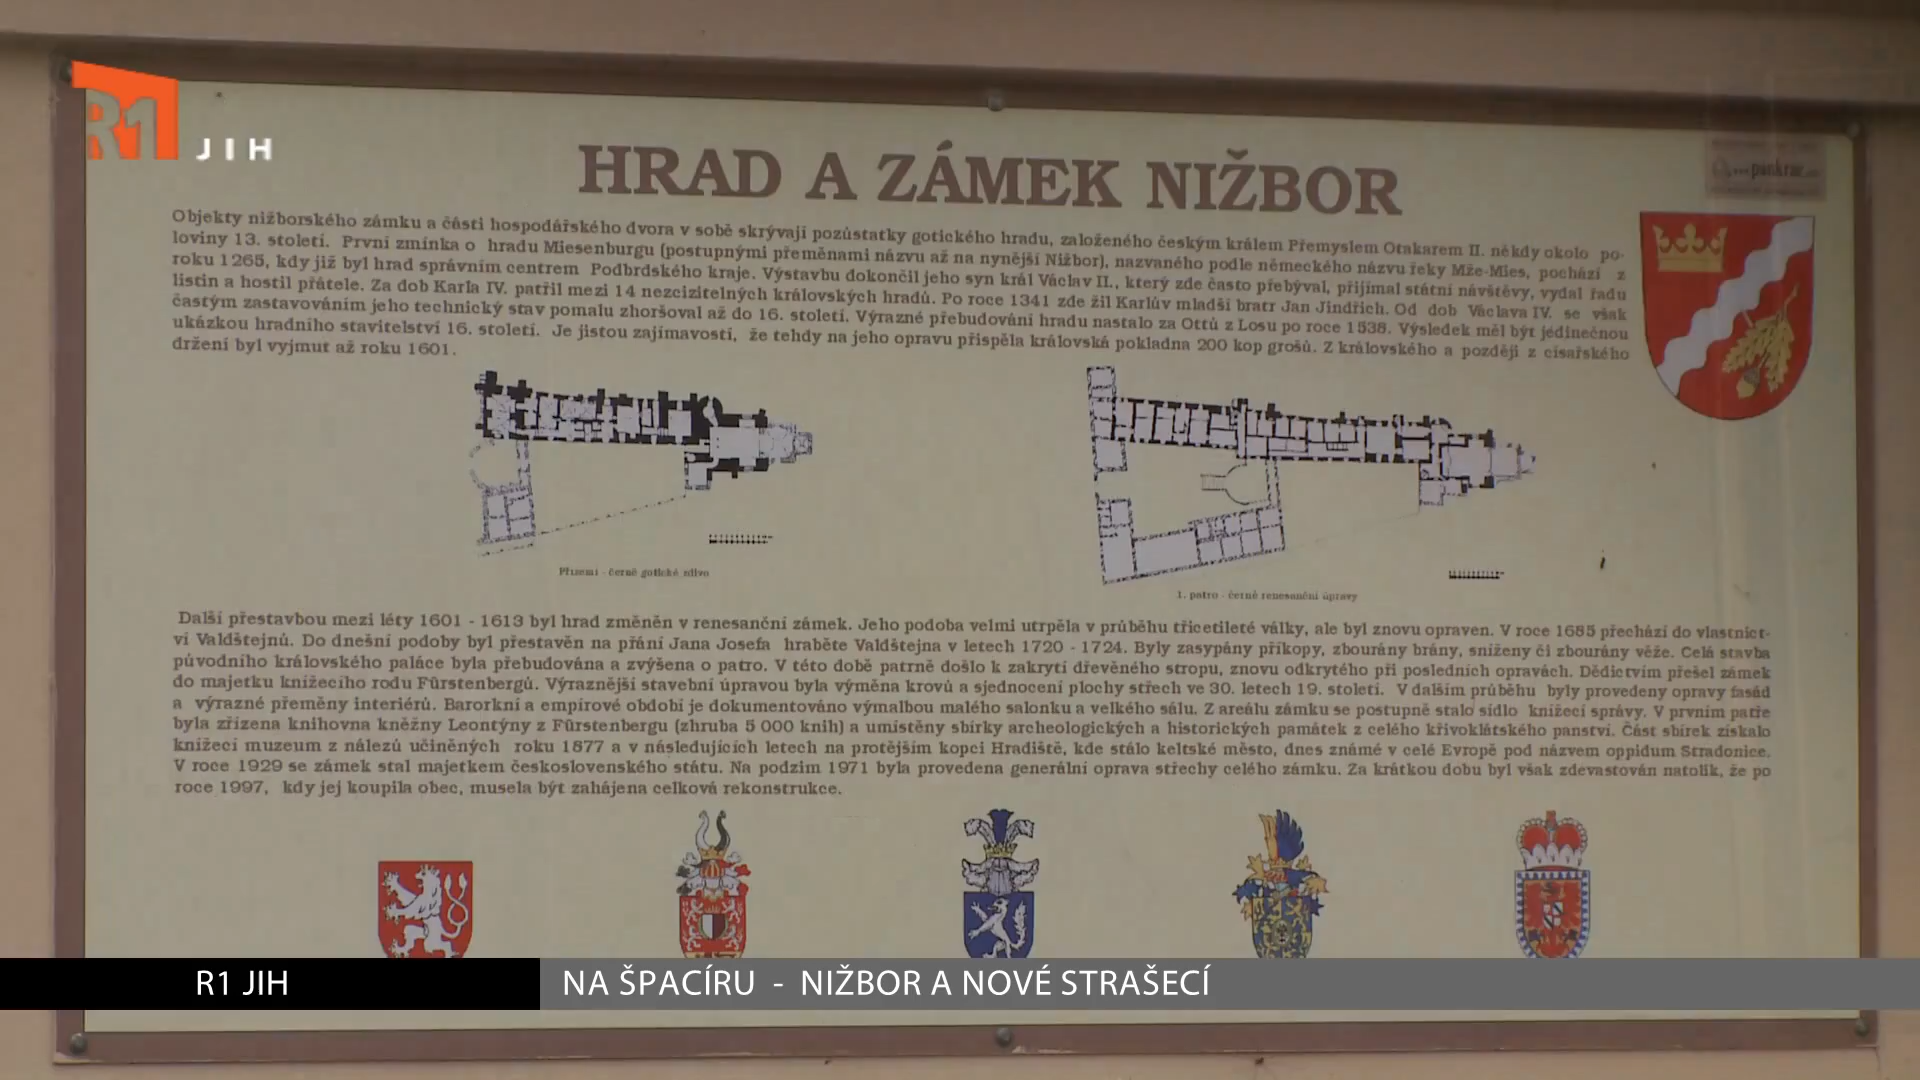 R1
JIH
HRAD A ZÁMEK NIŽBOR
Objekty nižborského zámku a části hospodářského dvora v sobě skrývají pozůstatky gotického hradu, založeného českým králem Přemyslem Otakarem II. někdy okolo po-
loviny 13. století. První zmínka o hradu Miesenburgu (postupnými přeměnami názvu až na nynější Nižbor), nazvaného podle německého názvu řeky Mže-Mies, pochází z
roku 1265, kdy již byl hrad správním centrem Podbrdského kraje. Výstavbu dokončil jeho syn král Václav II., který zde často přebýval, přijímal státní návštěvy, vydal řadu
listin a hostil přátele. Za dob Karla IV. patřil mezi 14 nezcizitelných královských hradů. Po roce 1341 zde žil Karlův mladší bratr Jan Jindřich. Od dob Václava IV. se však
častým zastavováním jeho technický stav pomalu zhoršoval až do 16. století. Výrazné přebudování hradu nastalo za Ottů z Losu po roce 1538. Výsledek měl být jedinečnou
ukázkou hradního stavitelství 16. století. Je jistou zajímavostí, že tehdy na jeho opravu přispěla královská pokladna 200 kop grošů. Z královského a později z císařského
držení byl vyjmut až roku 1601.
Přízemí - černě gotické zdivo
1. patro - černě renesanční úpravy
Další přestavbou mezi léty 1601 - 1613 byl hrad změněn v renesanční zámek. Jeho podoba velmi utrpěla v průběhu třicetileté války, ale byl znovu opraven. V roce 1685 přechází do vlastnict-
ví Valdštejnů. Do dnešní podoby byl přestavěn na přání Jana Josefa hraběte Valdštejna v letech 1720 - 1724. Byly zasypány příkopy, zbourány brány, sníženy či zbourány věže. Celá stavba
původního královského paláce byla přebudována a zvýšena o patro. V této době patrně došlo k zakrytí dřevěného stropu, znovu odkrytého při posledních opravách. Dědictvím přešel zámek
do majetku knížecího rodu Fürstenbergů. Výraznější stavební úpravou byla výměna krovů a sjednocení plochy střech ve 30. letech 19. století. V dalším průběhu byly provedeny opravy fasád
a výrazné přeměny interiérů. Barorkní a empírové období je dokumentováno výmalbou malého salonku a velkého sálu. Z areálu zámku se postupně stalo sídlo knížecí správy. V prvním patře
byla zřízena knihovna kněžny Leontýny z Fürstenbergu (zhruba 5 000 knih) a umístěny sbírky archeologických a historických památek z celého křivoklátského panství. Část sbírek získalo
knížecí muzeum z nálezů učiněných roku 1877 a v následujících letech na protějším kopci Hradiště, kde stálo keltské město, dnes známé v celé Evropě pod názvem oppidum Stradonice.
V roce 1929 se zámek stal majetkem československého státu. Na podzim 1971 byla provedena generální oprava střechy celého zámku. Za krátkou dobu byl však zdevastován natolik, že po
roce 1997, kdy jej koupila obec, musela být zahájena celková rekonstrukce.
R1 JIH
NA ŠPACÍRU - NIŽBOR A NOVÉ STRAŠECÍ